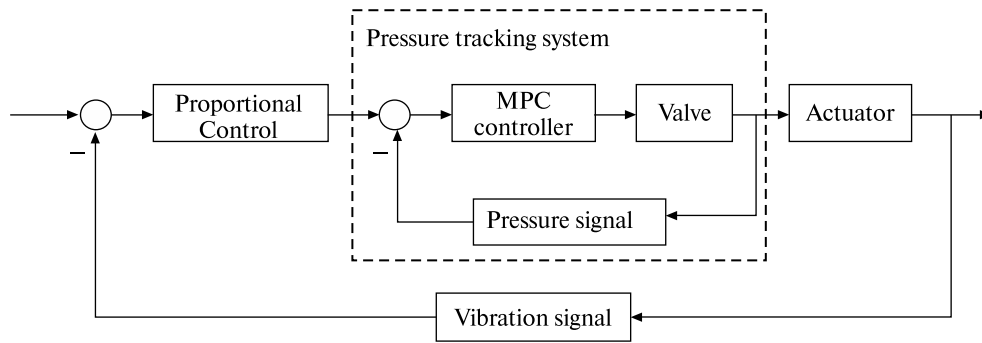 Pressure tracking system
Proportional
Control
MPC
controller
Valve
Actuator
–
–
Pressure signal
Vibration signal